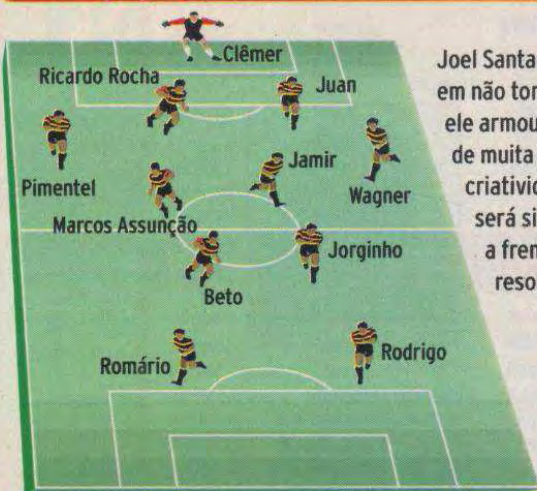 Clêmer
Ricardo Rocha
Juan
Pimentel
Jamir
Wagner
Marcos Assunção
Jorginho
Beto
Romário
Rodrigo
Joel Santa
em não tor
ele armou
de muita
criativid
será si
a fren
reso